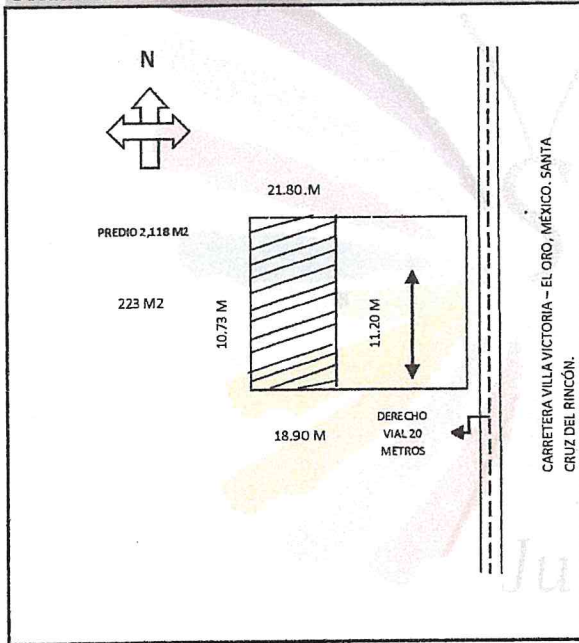 N
21.80.M
PREDIO 2,118 M2
223 M2
10.73 M
11.20 M
18.90 M
DERECHO
VIAL 20
METROS
CARRETERA VILLA VICTORIA – EL ORO, MÉXICO. SANTA
CRUZ DEL RINCÓN.
Ju